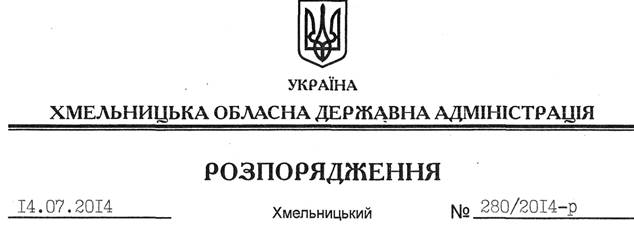 УКРАЇНА
ХМЕЛЬНИЦЬКА ОБЛАСНА ДЕРЖАВНА АДМІНІСТРАЦІЯ
РОЗПОРЯДЖЕННЯ
14.07.2014 Хмельницький № 280/2014-р